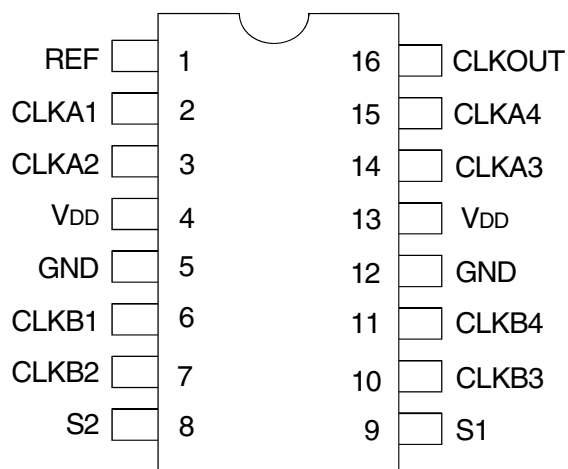 REF 1 16 CLKOUT
CLKA1 2 15 CLKA4
CLKA2 3 14 CLKA3
VDD 4 13 VDD
GND 5 12 GND
CLKB1 6 11 CLKB4
CLKB2 7 10 CLKB3
S2 8 9 S1